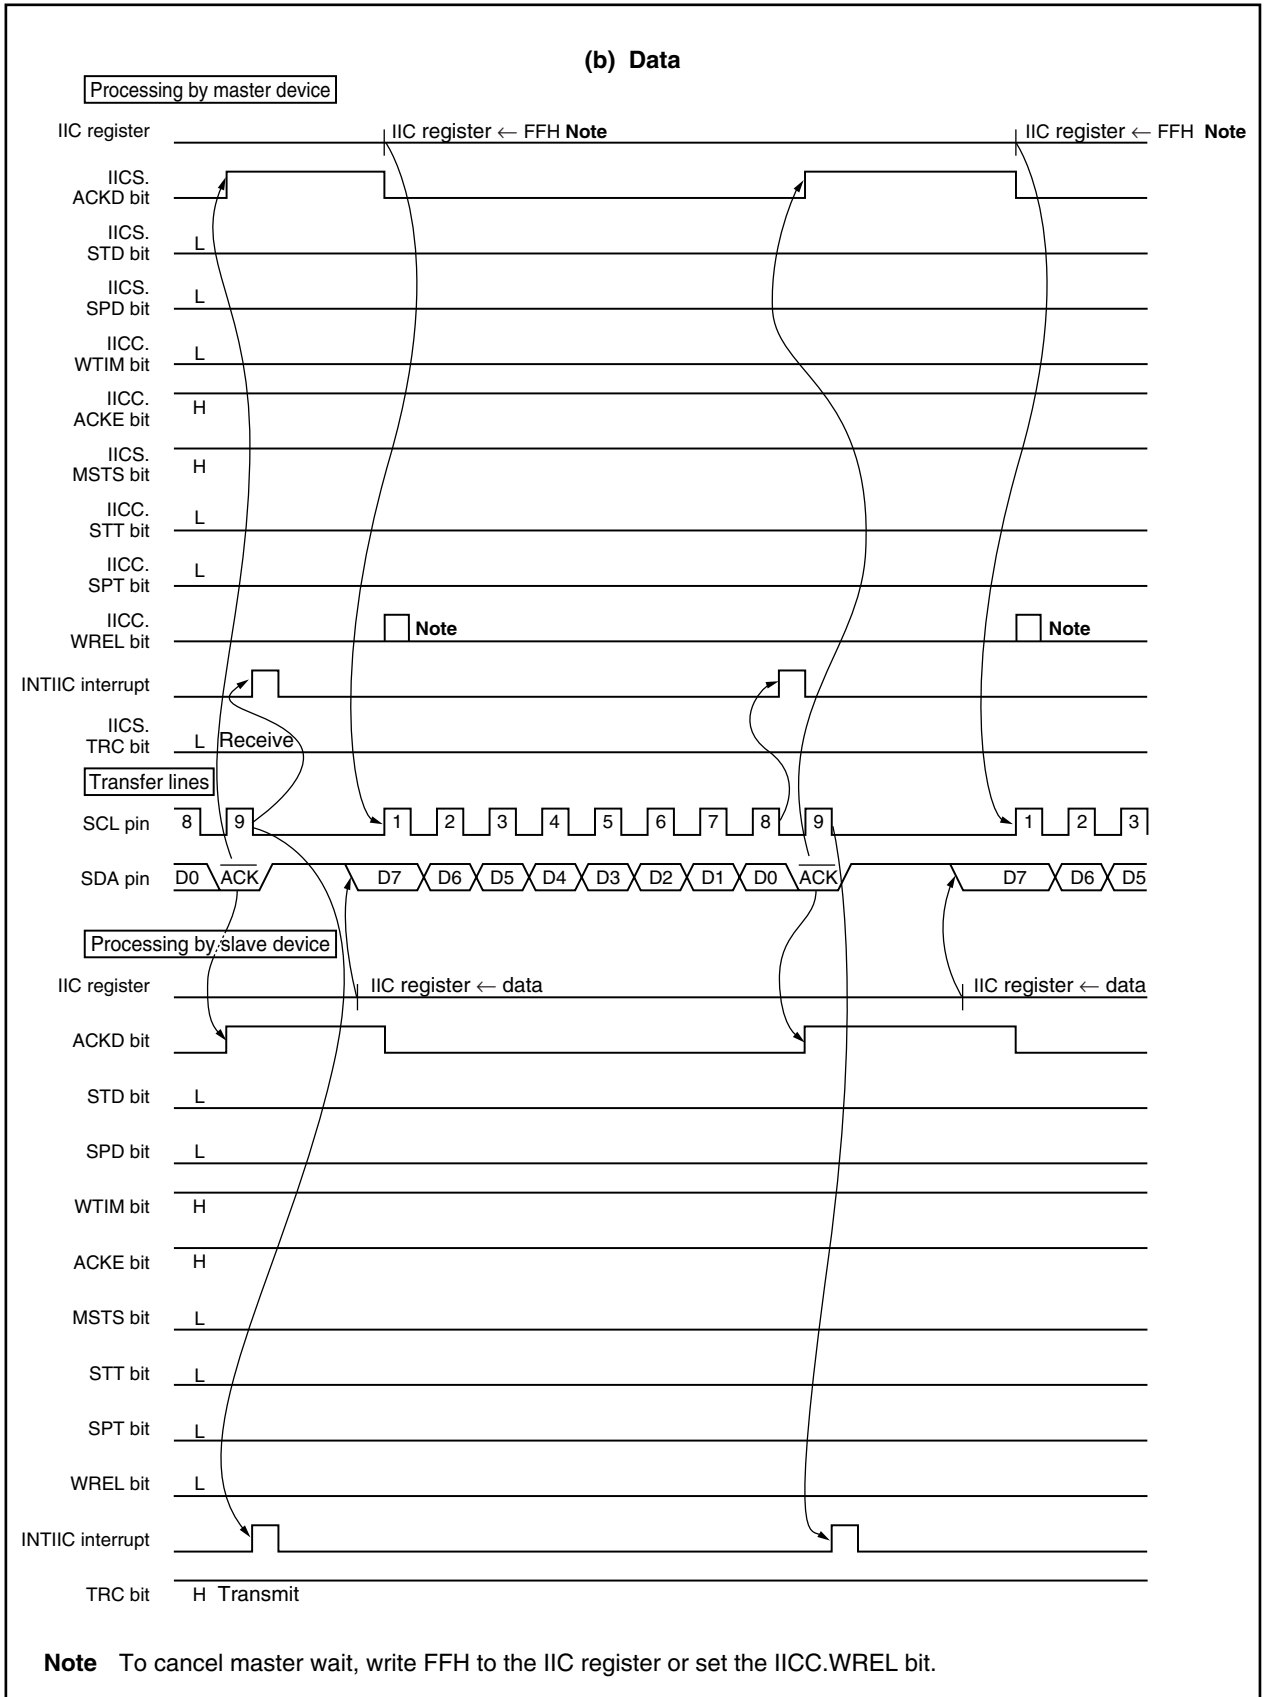 (b) Data
Processing by master device
IIC register
IIC register ← FFH Note
IIC register ← FFH Note
IICS.
ACKD bit
IICS.
STD bit
L
IICS.
SPD bit
L
IICC.
WTIM bit
L
IICC.
ACKE bit
H
IICS.
MSTS bit
H
IICC.
STT bit
L
IICC.
SPT bit
L
IICC.
WREL bit
Note
Note
INTIIC interrupt
IICS.
TRC bit
L Receive
Transfer lines
SCL pin
8 9 1 2 3 4 5 6 7 8 9 1 2 3
SDA pin
D0 ACK D7 D6 D5 D4 D3 D2 D1 D0 ACK D7 D6 D5
Processing by slave device
IIC register
IIC register ← data
IIC register ← data
ACKD bit
STD bit L
SPD bit L
WTIM bit H
ACKE bit H
MSTS bit L
STT bit L
SPT bit L
WREL bit L
INTIIC interrupt
TRC bit H Transmit
Note To cancel master wait, write FFH to the IIC register or set the IICC.WREL bit.